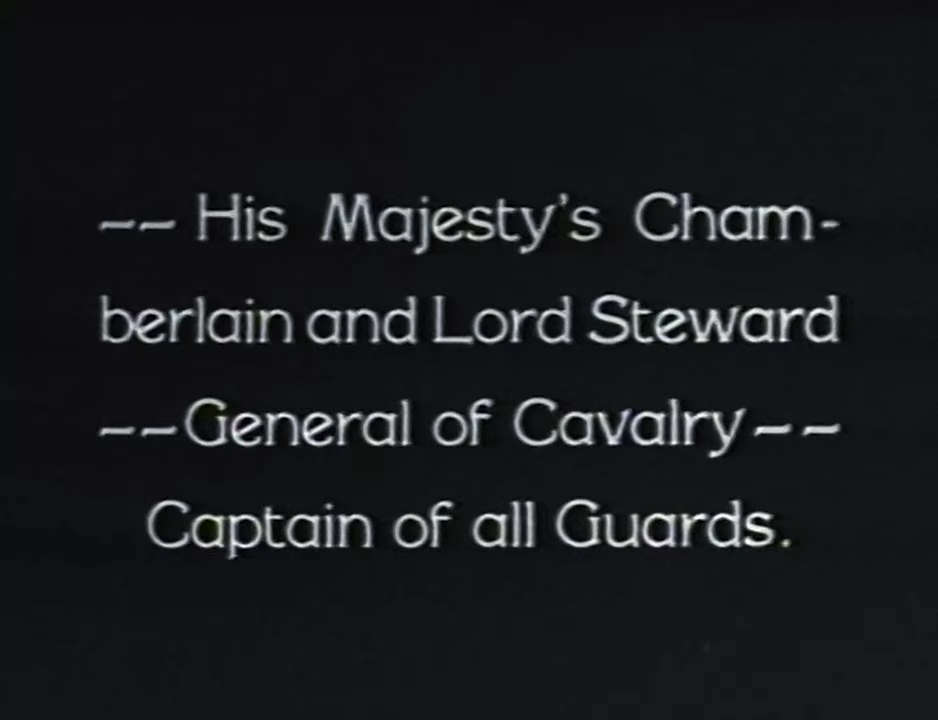 -- His Majesty's Cham-
berlain and Lord Steward
--General of Cavalry--
Captain of all Guards.